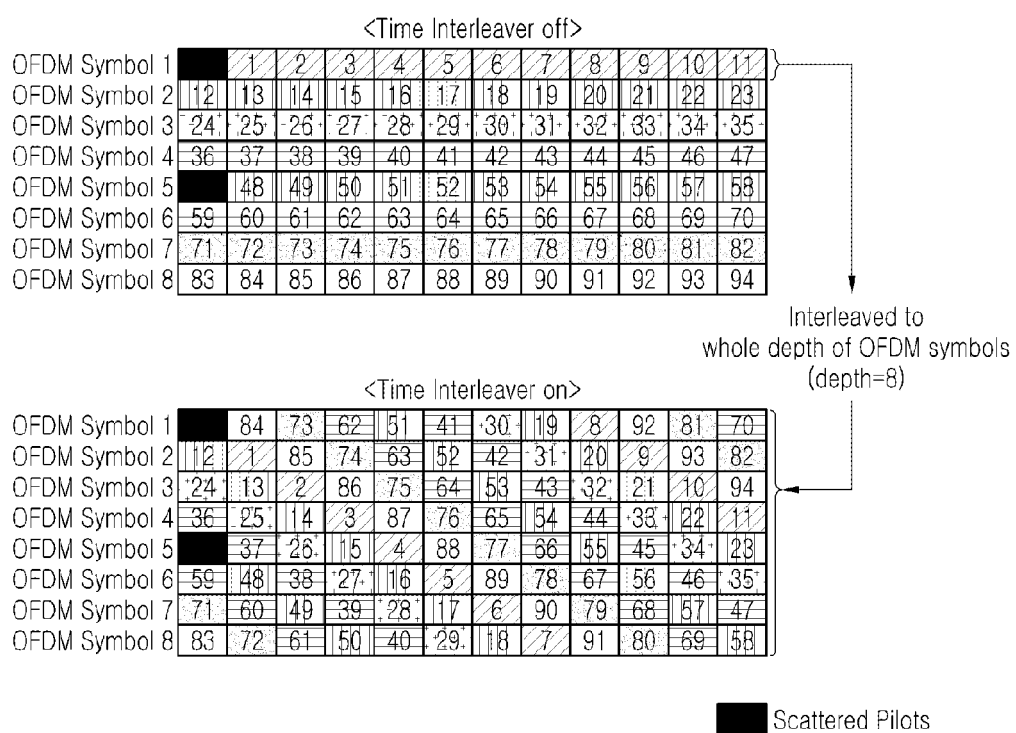 <Time Interleaver off>
OFDM Symbol 1 1 2 3 4 5 6 7 8 9 10 11
OFDM Symbol 2 12 13 14 15 16 17 18 19 20 21 22 23
OFDM Symbol 3 24 25 26 27 28 29 30 31 32 33 34 35
OFDM Symbol 4 36 37 38 39 40 41 42 43 44 45 46 47
OFDM Symbol 5 48 49 50 51 52 53 54 55 56 57 58
OFDM Symbol 6 59 60 61 62 63 64 65 66 67 68 69 70
OFDM Symbol 7 71 72 73 74 75 76 77 78 79 80 81 82
OFDM Symbol 8 83 84 85 86 87 88 89 90 91 92 93 94
Interleaved to
whole depth of OFDM symbols
(depth=8)
<Time Interleaver on>
OFDM Symbol 1 84 73 62 51 41 30 19 8 92 81 70
OFDM Symbol 2 12 1 85 74 63 52 42 31 20 9 93 82
OFDM Symbol 3 24 13 2 86 75 64 53 43 32 21 10 94
OFDM Symbol 4 36 25 14 3 87 76 65 54 44 33 22 11
OFDM Symbol 5 37 26 15 4 88 77 66 55 45 34 23
OFDM Symbol 6 59 48 38 27 16 5 89 78 67 56 46 35
OFDM Symbol 7 71 60 49 39 28 17 6 90 79 68 57 47
OFDM Symbol 8 83 72 61 50 40 29 18 7 91 80 69 58
Scattered Pilots